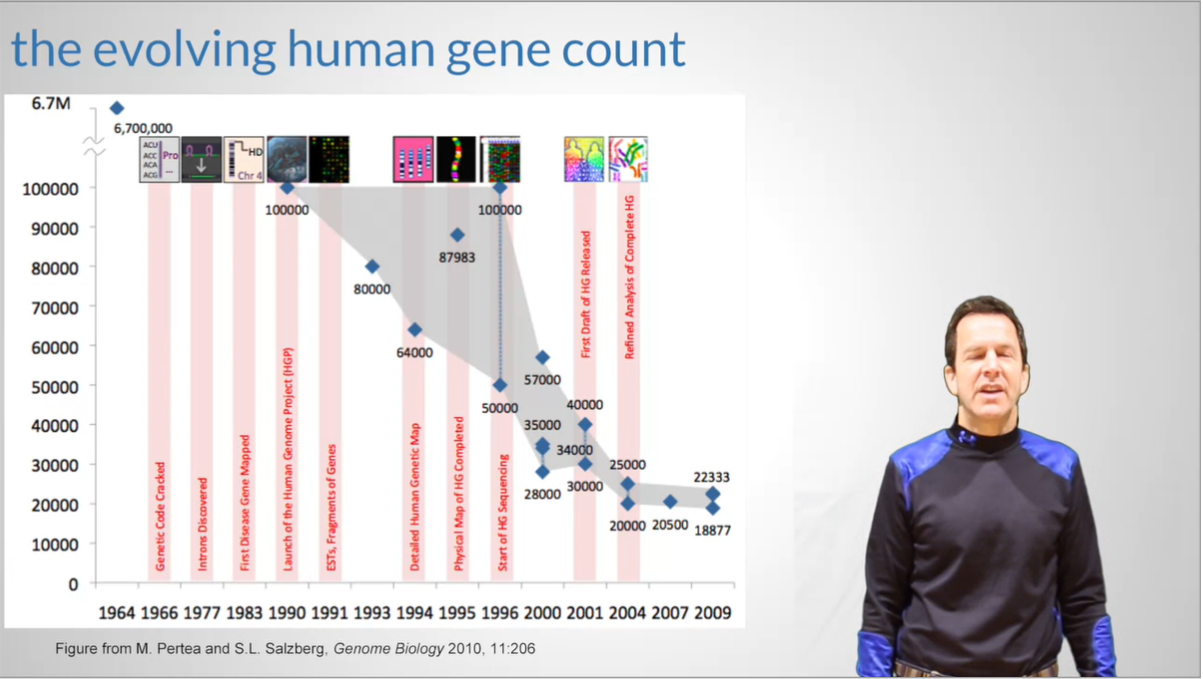 the evolving human gene count
6.7M
6,700,000
ACU
ACC
ACA
ACG
Pro
HD
Chr 4
100000
90000
80000
70000
60000
50000
40000
30000
20000
10000
0
100000
80000
64000
87983
100000
50000
57000
35000
34000
28000
40000
30000
25000
20000
20500
22333
18877
Genetic Code Cracked
Introns Discovered
First Disease Gene Mapped
Launch of the Human Genome Project (HGP)
ESTs, Fragments of Genes
Detailed Human Genetic Map
Physical Map of HG Completed
Start of HG Sequencing
First Draft of HG Released
Refined Analysis of Complete HG
1964 1966 1977 1983 1990 1991 1993 1994 1995 1996 2000 2001 2004 2007 2009
Figure from M. Pertea and S.L. Salzberg, Genome Biology 2010, 11:206